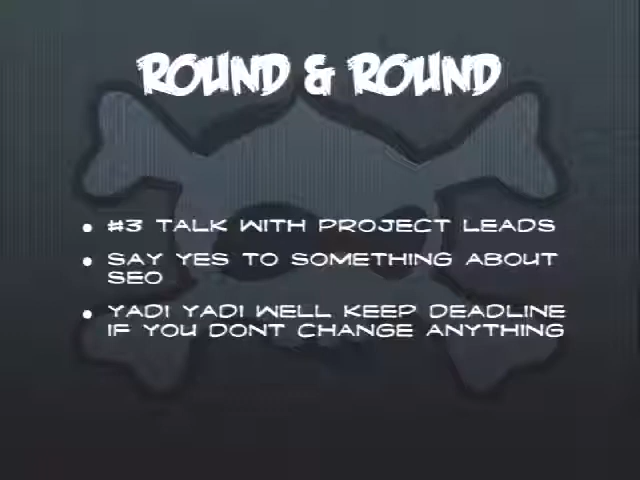 ROUND & ROUND
• #3 TALK WITH PROJECT LEADS
• SAY YES TO SOMETHING ABOUT
SEO
• YADI YADI WELL KEEP DEADLINE
IF YOU DONT CHANGE ANYTHING